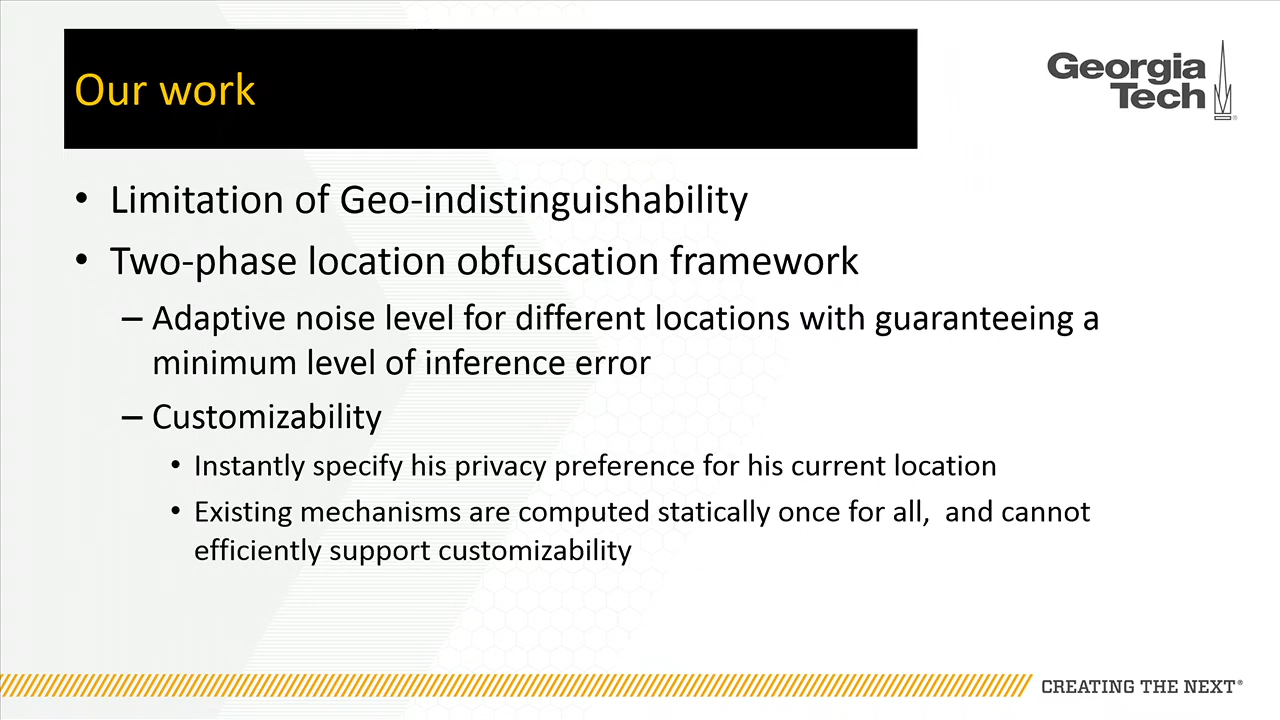 Our work
Georgia
Tech
• Limitation of Geo-indistinguishability
• Two-phase location obfuscation framework
– Adaptive noise level for different locations with guaranteeing a
minimum level of inference error
– Customizability
• Instantly specify his privacy preference for his current location
• Existing mechanisms are computed statically once for all,  and cannot
efficiently support customizability
CREATING THE NEXT®